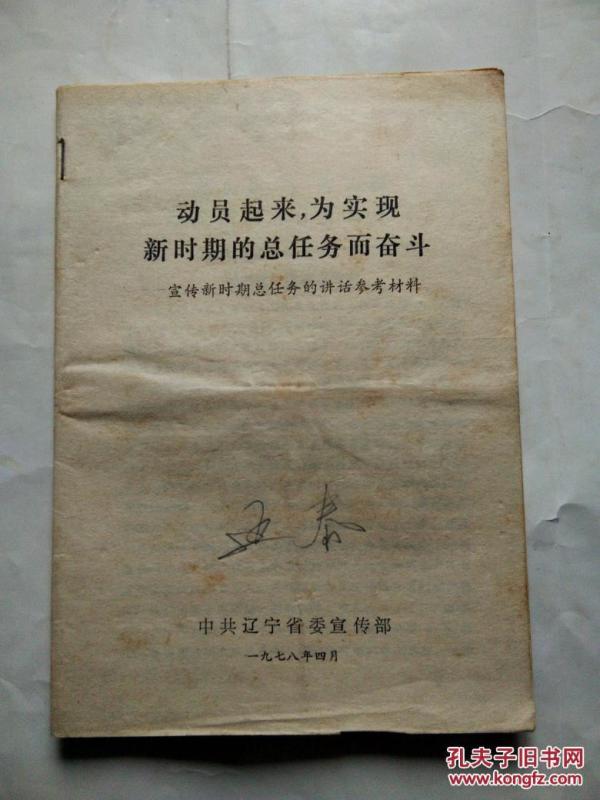 动员起来，为实现
新时期的总任务而奋斗
—宣传新时期总任务的讲话参考材料
中共辽宁省委宣传部
一九七八年四月
孔夫子旧书网
www.kongfz.com